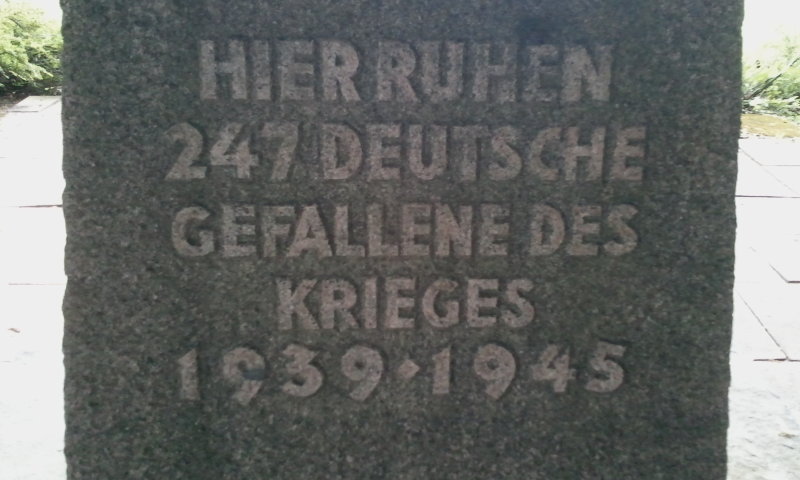 HIER RUHEN
247 DEUTSCHE
GEFALLENE DES
KRIEGES
1939·1945